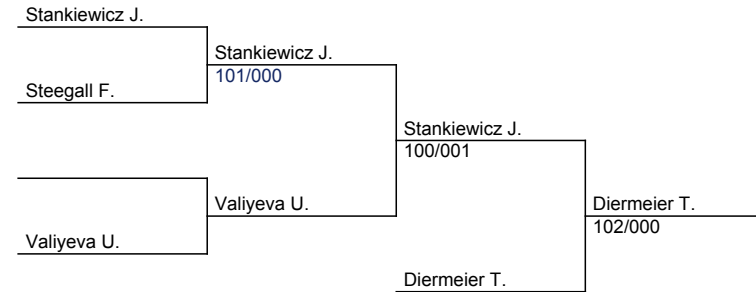 Stankiewicz J.
Stankiewicz J.
101/000
Steegall F.
Stankiewicz J.
100/001
Valiyeva U.
Diermeier T.
102/000
Valiyeva U.
Diermeier T.